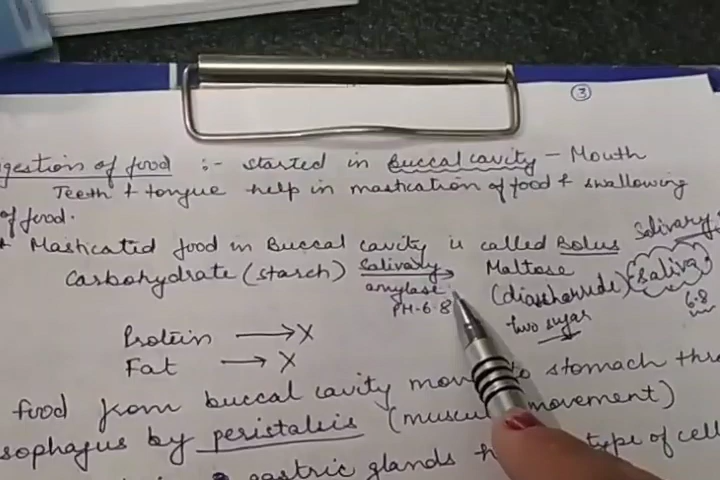 ③
gestion of food :- started in Buccal cavity - Mouth
Teeth + tongue help in mastication of food & swallowing
of food.
Masticated food in Buccal cavity is called Bolus
Salivary
Carbohydrate (starch) Salivary → Maltose
amylase
PH-6.8
(diascharude)
two sugar
saliva
6.8
Protein → X
Fat → X
food from buccal cavity move to stomach thr
sophagus by peristalsis (muscu movement)
gastric glands h type of cell